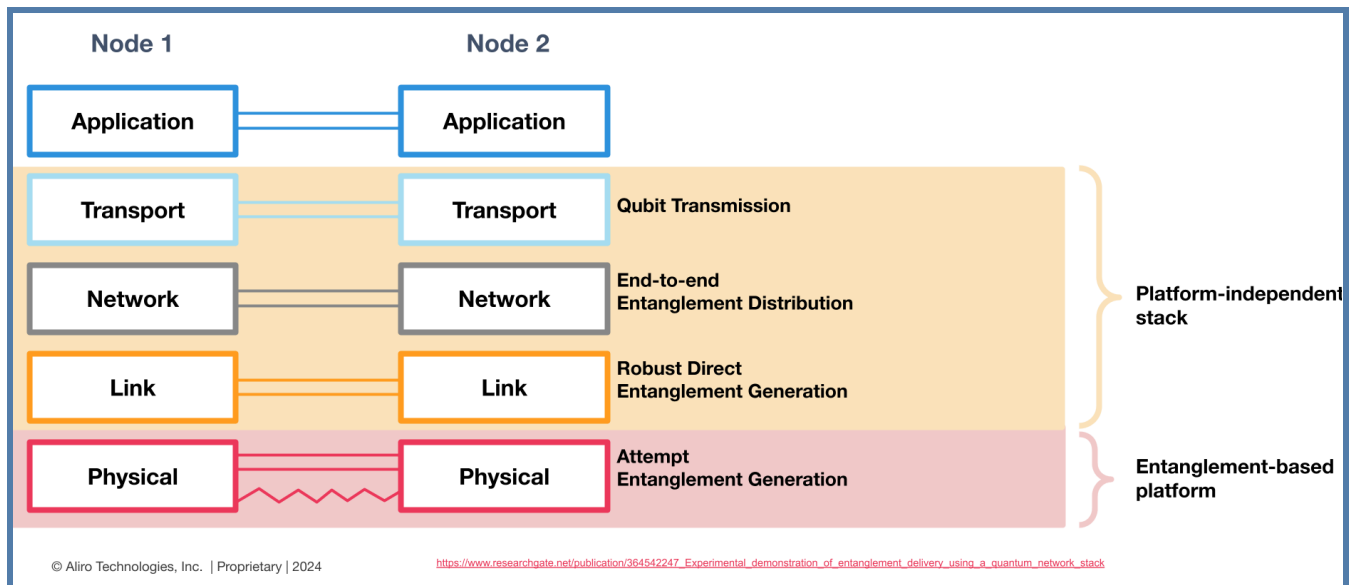 Node 1
Node 2
Application
Application
Transport
Transport
Qubit Transmission
Network
Network
End-to-end
Entanglement Distribution
Platform-independent
stack
Link
Link
Robust Direct
Entanglement Generation
Physical
Physical
Attempt
Entanglement Generation
Entanglement-based
platform
© Aliro Technologies, Inc. | Proprietary | 2024
https://www.researchgate.net/publication/364542247_Experimental_demonstration_of_entanglement_delivery_using_a_quantum_network_stack